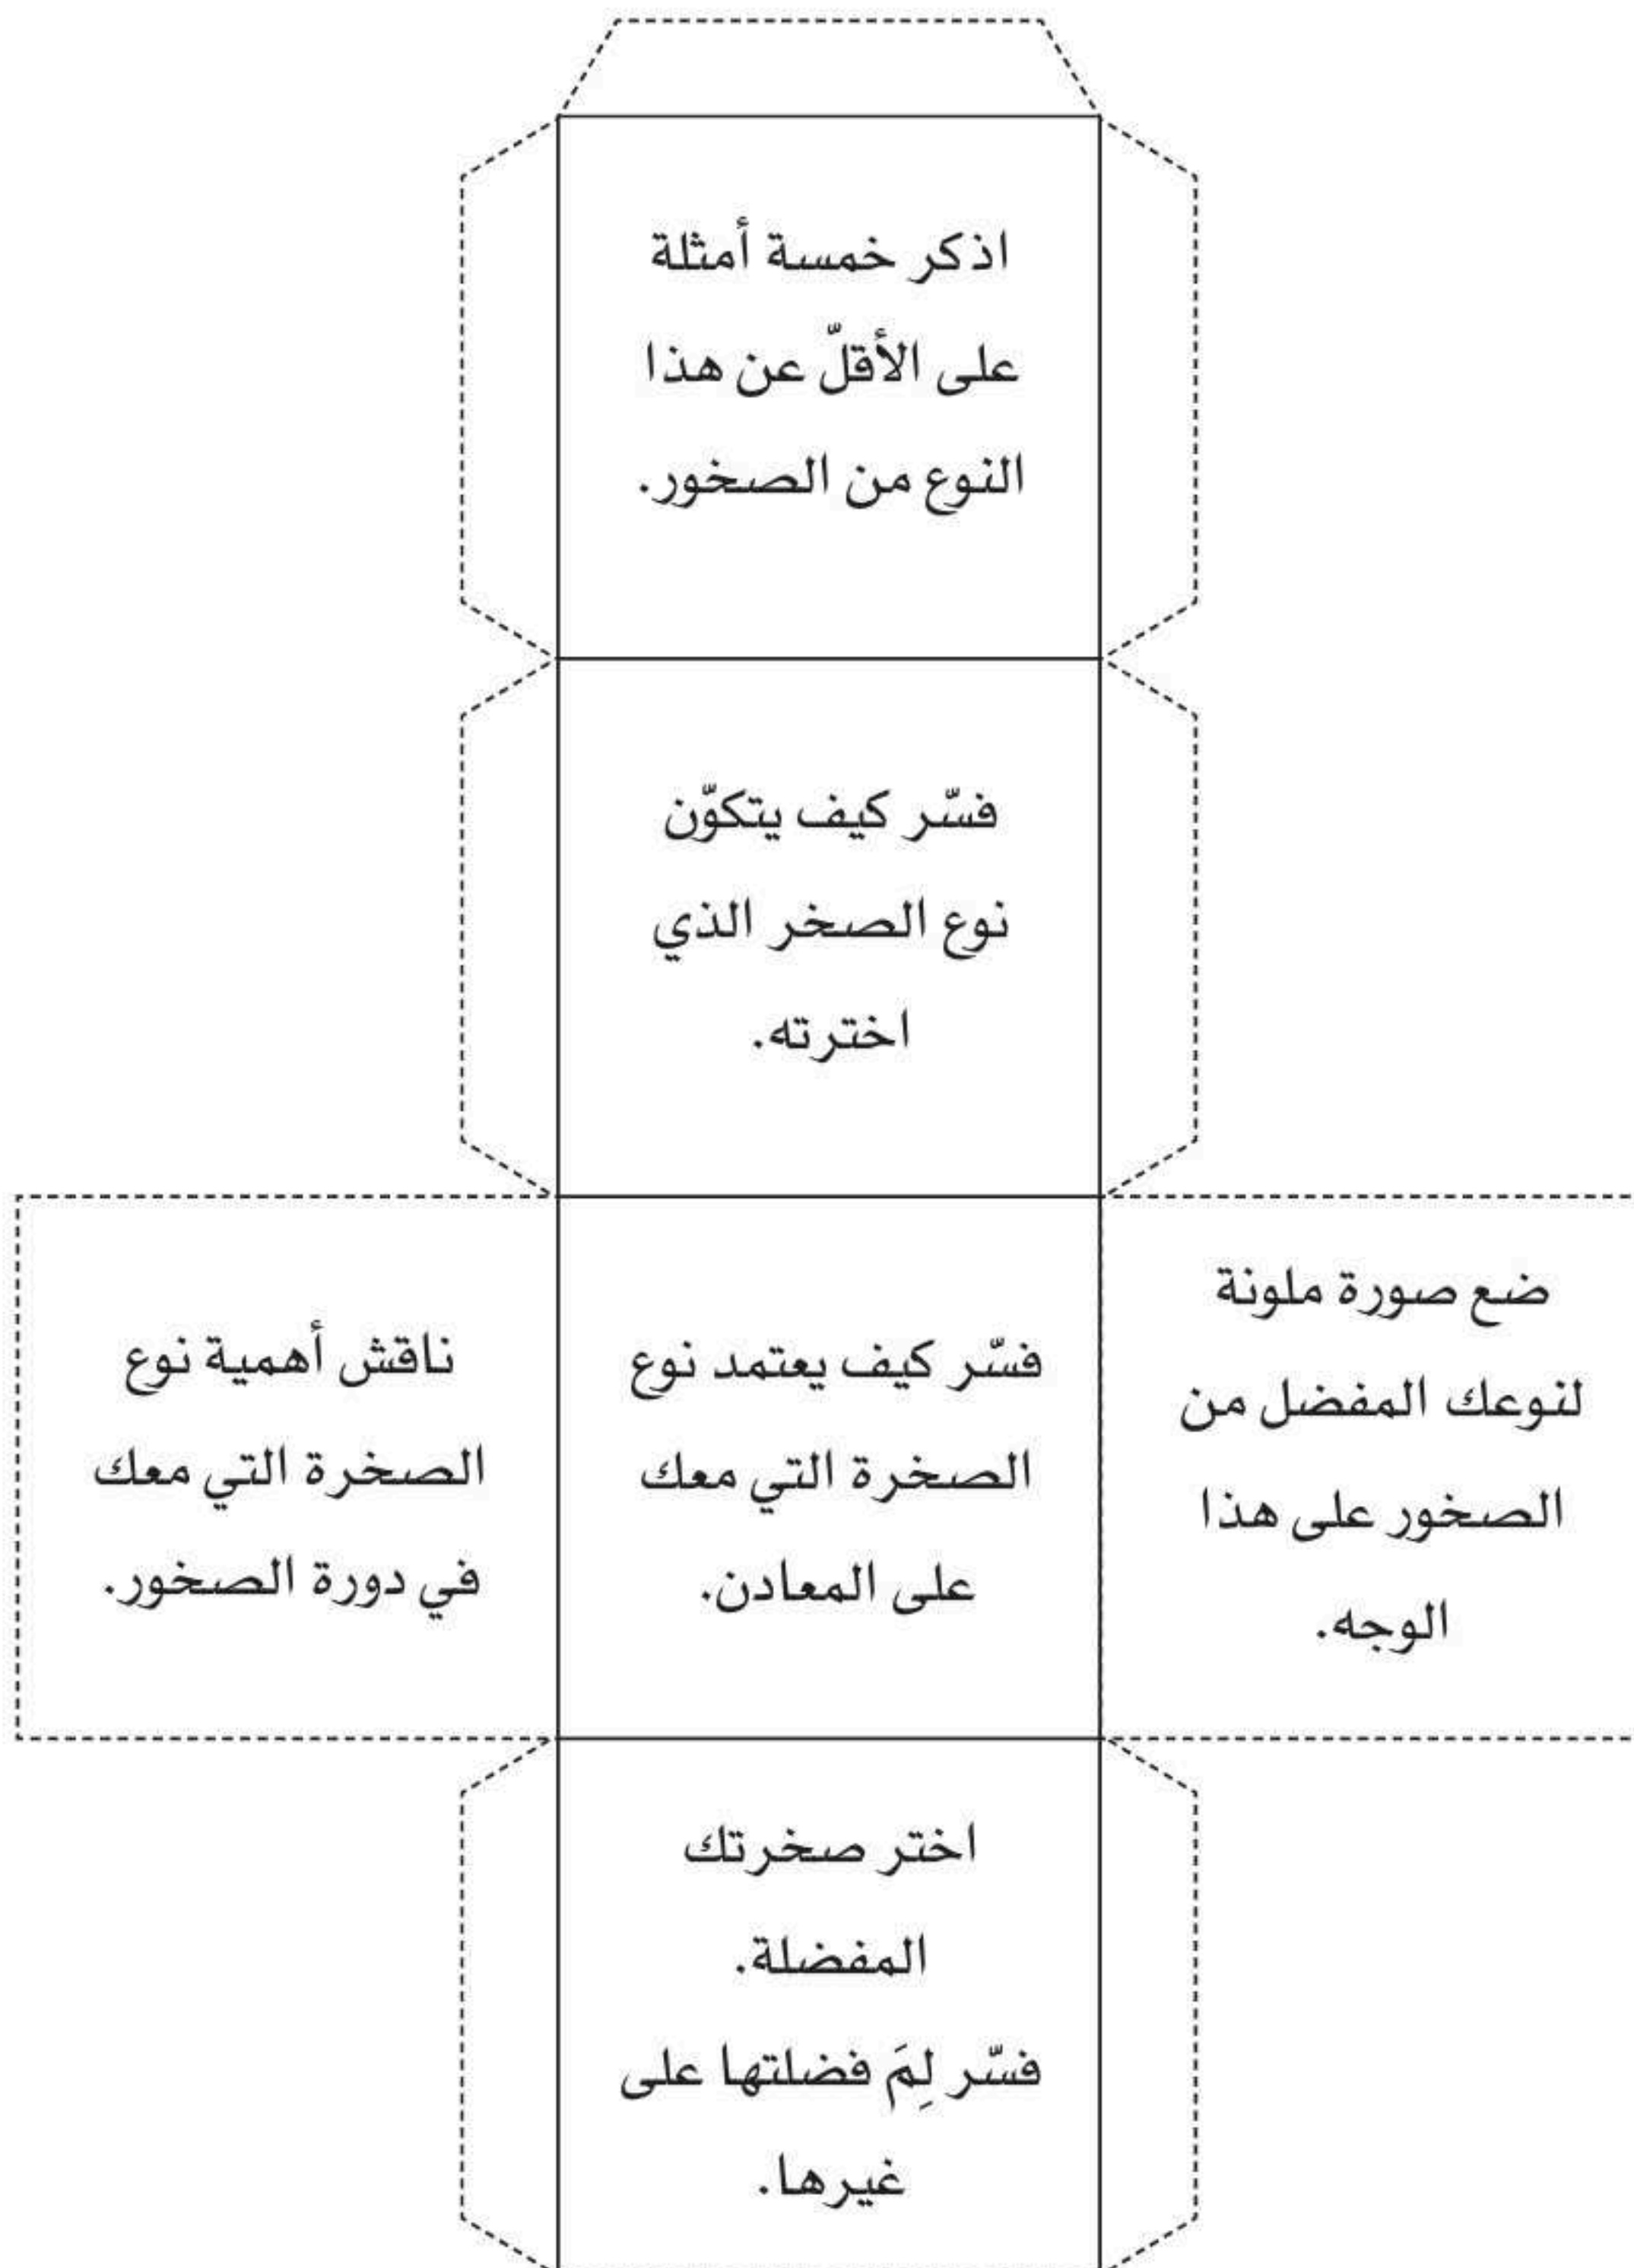 اذكر خمسة أمثلة
على الأقلّ عن هذا
النوع من الصخور.
فسّر كيف يتكوّن
نوع الصخر الذي
اخترته.
ضع صورة ملونة
لنوعك المفضل من
الصخور على هذا
الوجه.
فسّر كيف يعتمد نوع
الصخرة التي معك
على المعادن.
ناقش أهمية نوع
الصخرة التي معك
في دورة الصخور.
اختر صخرتك
المفضلة.
فسّر لِمَ فضلتها على
غيرها.